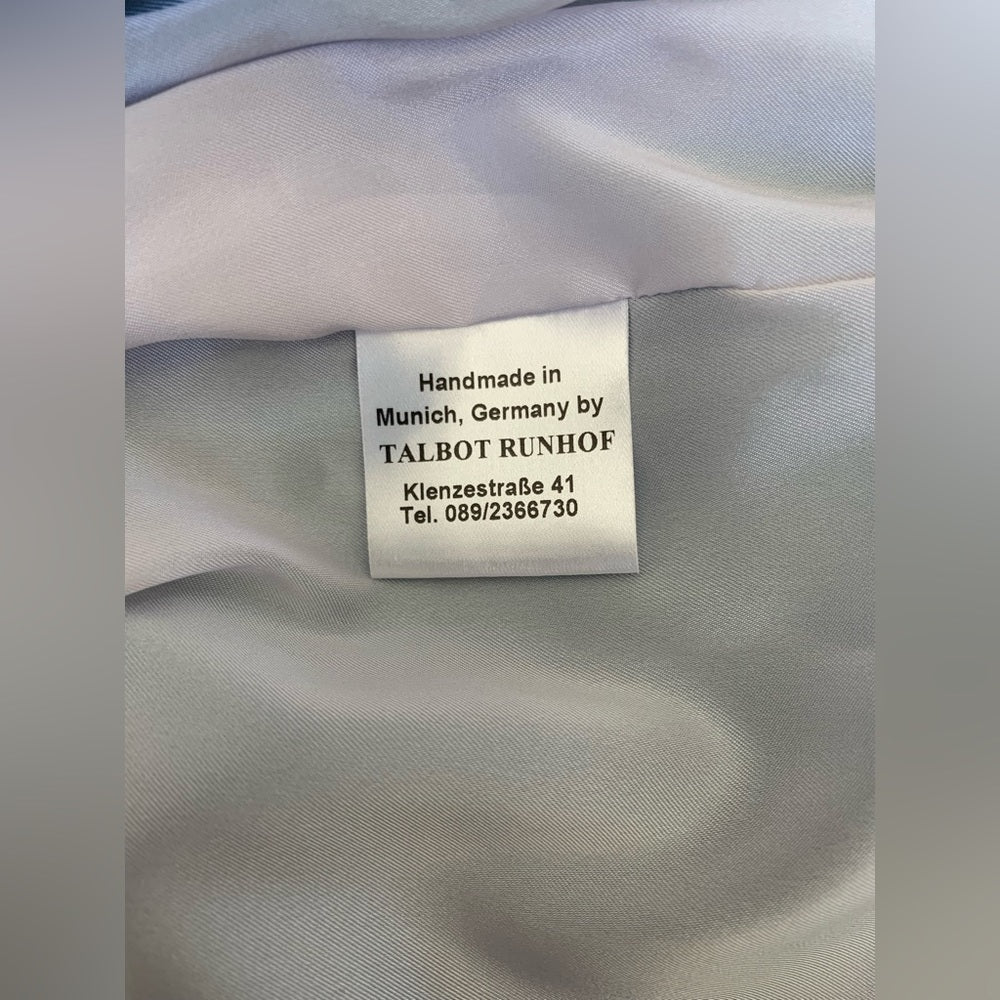 Handmade in
Munich, Germany by
TALBOT RUNHOF
Klenzestraße 41
Tel. 089/2366730